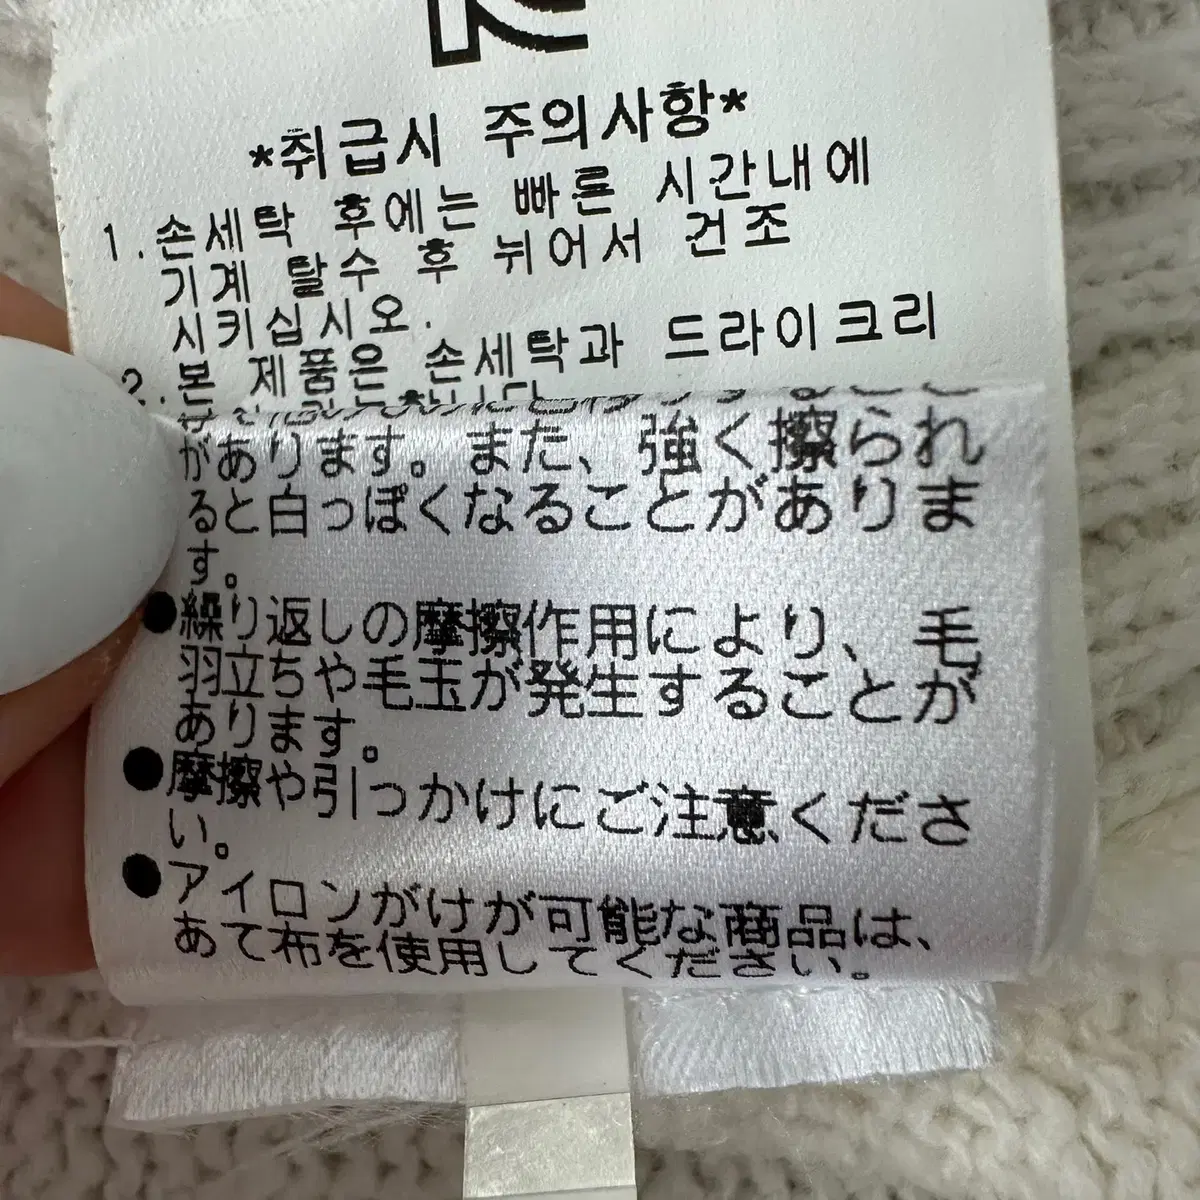 *취급시 주의사항*
1.손세탁 후에는 빠른 시간내에
기계 탈수 후 뉘어서 건조
시키십시오.
2.본 제품은 손세탁과 드라이크리
があります。また、強く擦られ
ると白っぽくなることがありま
す。
●繰り返しの摩擦作用により、毛
羽立ちや毛玉が発生することが
あります。
●摩擦や引っかけにご注意くださ
い。
●アイロンがけが可能な商品は、
あて布を使用してください。